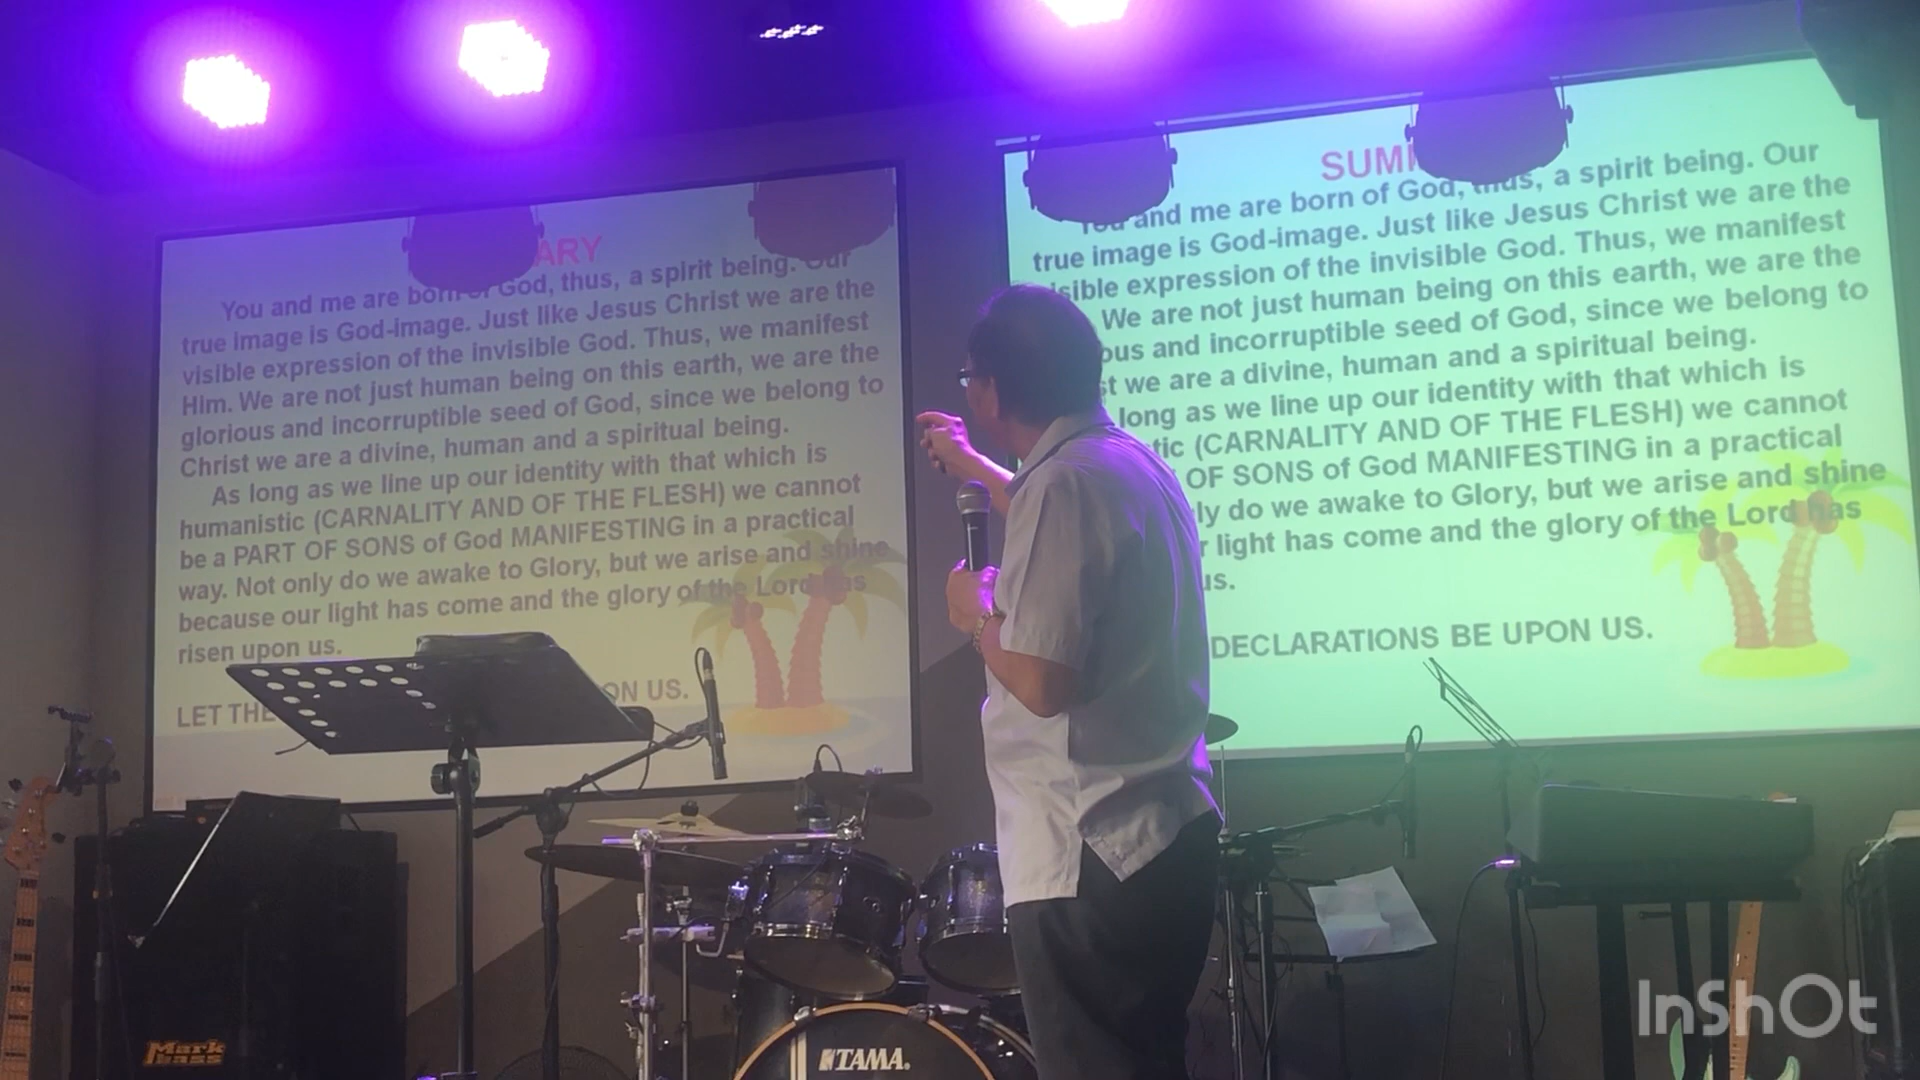 ARY
You and me are born of God, thus, a spirit being. Our
true image is God-image. Just like Jesus Christ we are the
visible expression of the invisible God. Thus, we manifest
Him. We are not just human being on this earth, we are the
glorious and incorruptible seed of God, since we belong to
Christ we are a divine, human and a spiritual being.
As long as we line up our identity with that which is
humanistic (CARNALITY AND OF THE FLESH) we cannot
be a PART OF SONS of God MANIFESTING in a practical
way. Not only do we awake to Glory, but we arise and shine
because our light has come and the glory of the Lord has
risen upon us.
LET THE ON US.
SUM
You and me are born of God, thus, a spirit being. Our
true image is God-image. Just like Jesus Christ we are the
visible expression of the invisible God. Thus, we manifest
We are not just human being on this earth, we are the
ous and incorruptible seed of God, since we belong to
st we are a divine, human and a spiritual being.
long as we line up our identity with that which is
tic (CARNALITY AND OF THE FLESH) we cannot
OF SONS of God MANIFESTING in a practical
ly do we awake to Glory, but we arise and shine
r light has come and the glory of the Lord has
us.
DECLARATIONS BE UPON US.
Mark
bass
TAMA
InShOt